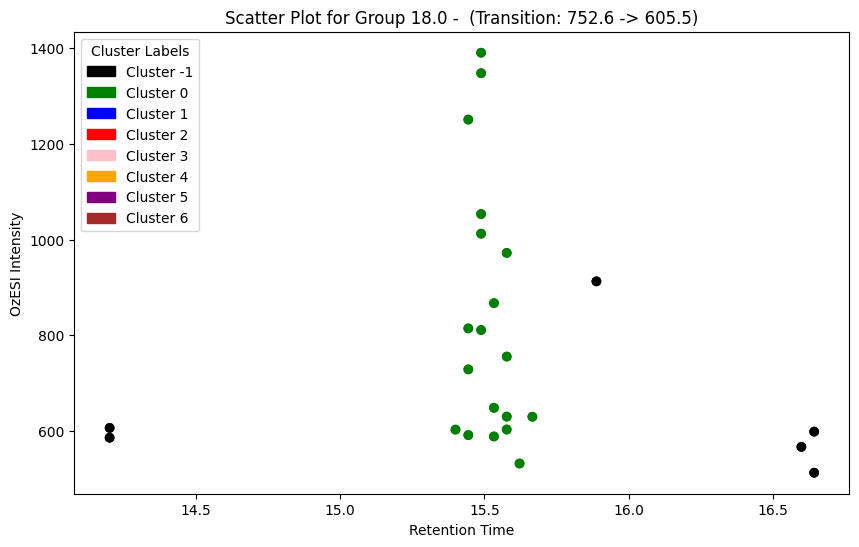 Scatter Plot for Group 18.0 -  (Transition: 752.6 -> 605.5)
Cluster Labels
Cluster -1
Cluster 0
Cluster 1
Cluster 2
Cluster 3
Cluster 4
Cluster 5
Cluster 6
OzESI Intensity
1400
1200
1000
800
600
14.5 15.0 15.5 16.0 16.5
Retention Time